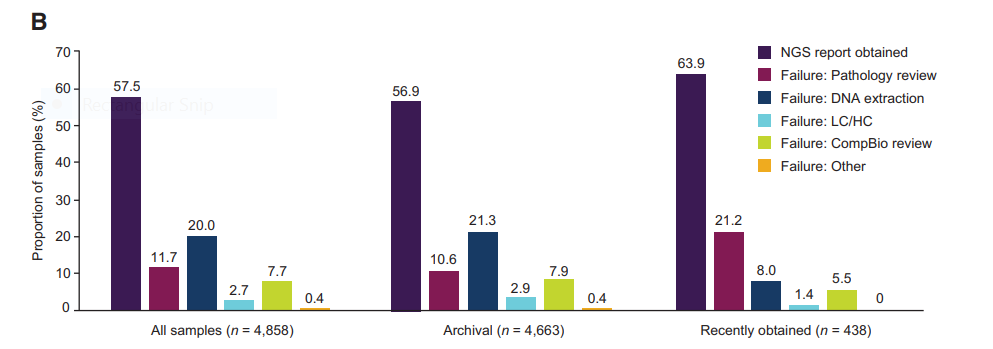 B
Proportion of samples (%)
70
60
50
40
30
20
10
0
57.5
11.7
20.0
2.7
7.7
0.4
56.9
10.6
21.3
2.9
7.9
0.4
63.9
21.2
8.0
1.4
5.5
0
All samples (n = 4,858)
Archival (n = 4,663)
Recently obtained (n = 438)
NGS report obtained
Failure: Pathology review
Failure: DNA extraction
Failure: LC/HC
Failure: CompBio review
Failure: Other
Rectangular Snip